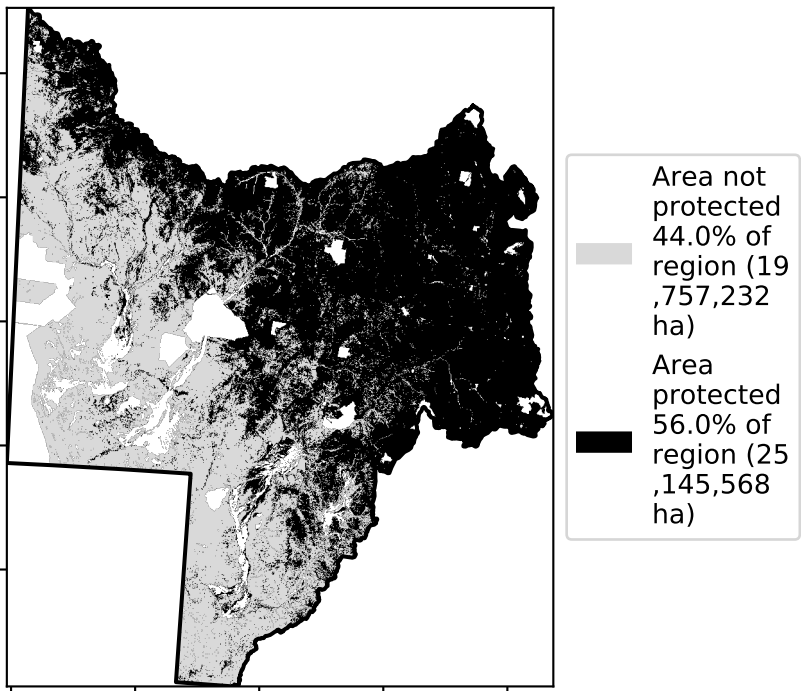 Area not
protected
44.0% of
region (19
,757,232
ha)
Area
protected
56.0% of
region (25
,145,568
ha)